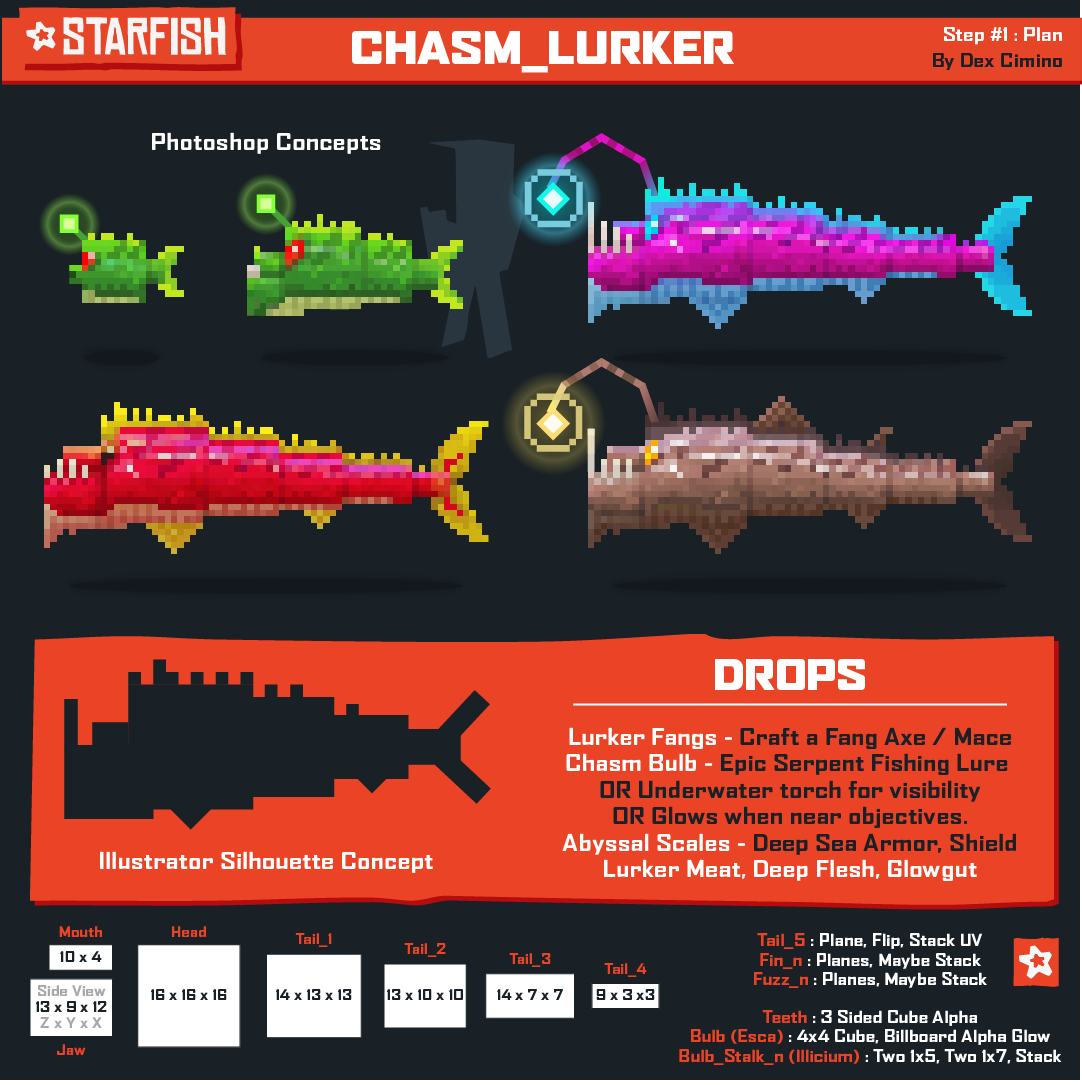 STARFISH
CHASM_LURKER
Step #1 : Plan
By Dex Cimino
Photoshop Concepts
DROPS
Lurker Fangs - Craft a Fang Axe / Mace
Chasm Bulb - Epic Serpent Fishing Lure
OR Underwater torch for visibility
OR Glows when near objectives.
Abyssal Scales - Deep Sea Armor, Shield
Lurker Meat, Deep Flesh, Glowgut
Illustrator Silhouette Concept
Mouth
10 x 4
Side View
13 x 9 x 12
Z x Y x X
Jaw
Head
16 x 16 x 16
Tail_1
14 x 13 x 13
Tail_2
13 x 10 x 10
Tail_3
14 x 7 x 7
Tail_4
9 x 3 x3
Tail_5 : Plane, Flip, Stack UV
Fin_n : Planes, Maybe Stack
Fuzz_n : Planes, Maybe Stack
Teeth : 3 Sided Cube Alpha
Bulb (Esca) : 4x4 Cube, Billboard Alpha Glow
Bulb_Stalk_n (Illicium) : Two 1x5, Two 1x7, Stack